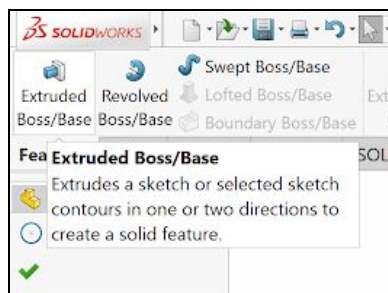 SOLIDWORKS
Extruded Boss/Base
Revolved Boss/Base
Swept Boss/Base
Lofted Boss/Base
Boundary Boss/Base
Ext
Fea
SOL
Extruded Boss/Base
Extrudes a sketch or selected sketch
contours in one or two directions to
create a solid feature.